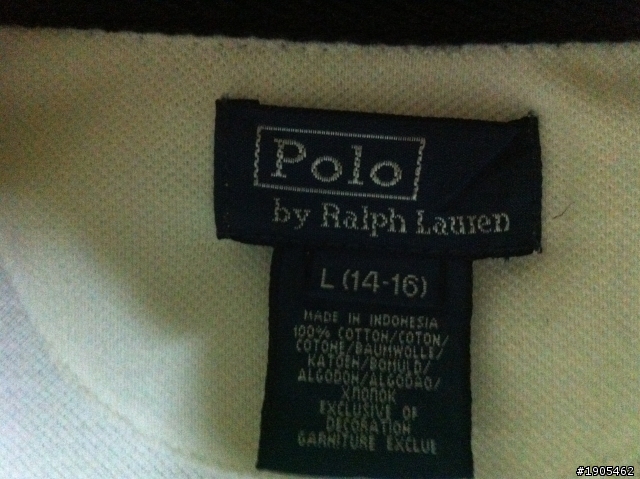 Polo
by Ralph Lauren
L (14-16)
MADE IN INDONESIA
100% COTTON/COTON/
COTONE/BAUMWOLLE/
KATOEN/BOMULD/
ALGODON/ALGODAO/
ХЛОПОК
EXCLUSIVE OF
DECORATION
GARNITURE EXCLUE
#1905462